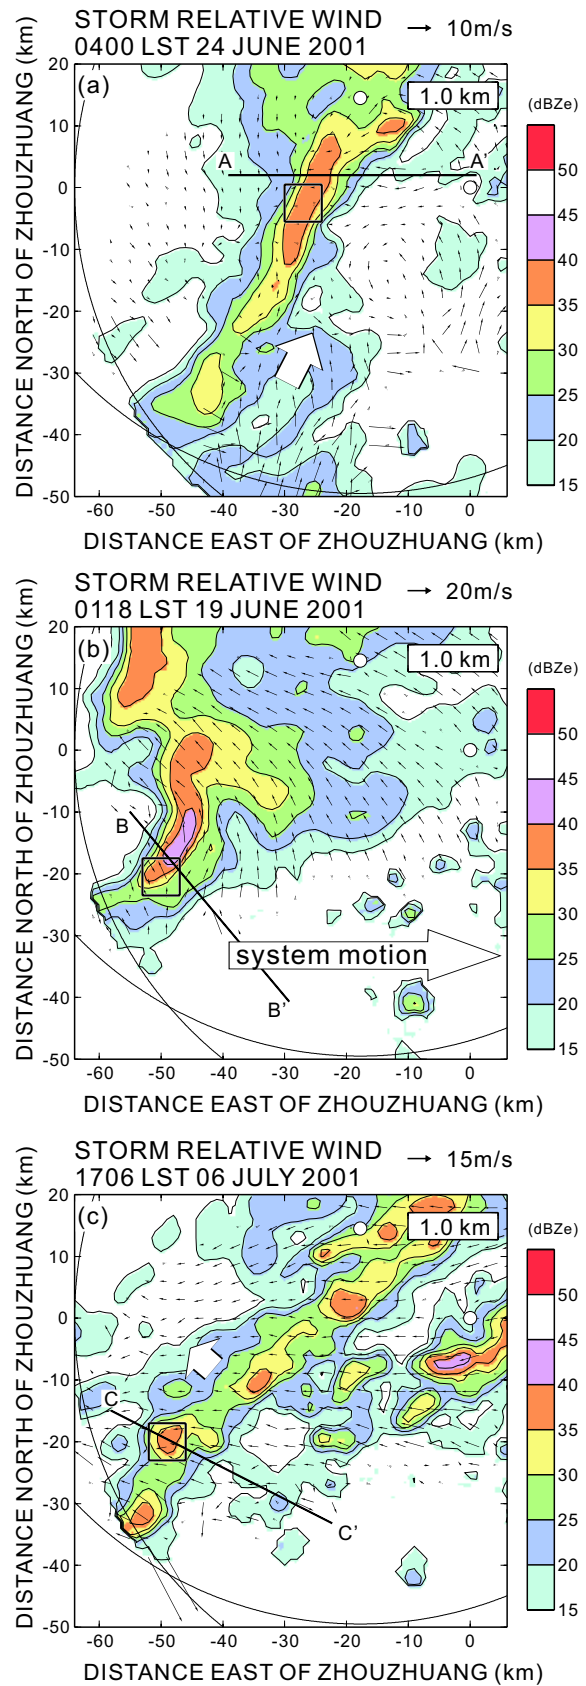 STORM RELATIVE WIND
10m/s
0400 LST 24 JUNE 2001
(a)
1.0 km
(dBZe)
A
A'
20
10
0
-10
-20
-30
-40
-50
50
45
40
35
30
25
20
15
-60
-50
-40
-30
-20
-10
0
DISTANCE NORTH OF ZHOUZHUANG (km)
DISTANCE EAST OF ZHOUZHUANG (km)
STORM RELATIVE WIND
20m/s
0118 LST 19 JUNE 2001
(b)
1.0 km
(dBZe)
B
B'
system motion
20
10
0
-10
-20
-30
-40
-50
50
45
40
35
30
25
20
15
-60
-50
-40
-30
-20
-10
0
DISTANCE NORTH OF ZHOUZHUANG (km)
DISTANCE EAST OF ZHOUZHUANG (km)
STORM RELATIVE WIND
15m/s
1706 LST 06 JULY 2001
(c)
1.0 km
(dBZe)
C
C'
20
10
0
-10
-20
-30
-40
-50
50
45
40
35
30
25
20
15
-60
-50
-40
-30
-20
-10
0
DISTANCE NORTH OF ZHOUZHUANG (km)
DISTANCE EAST OF ZHOUZHUANG (km)